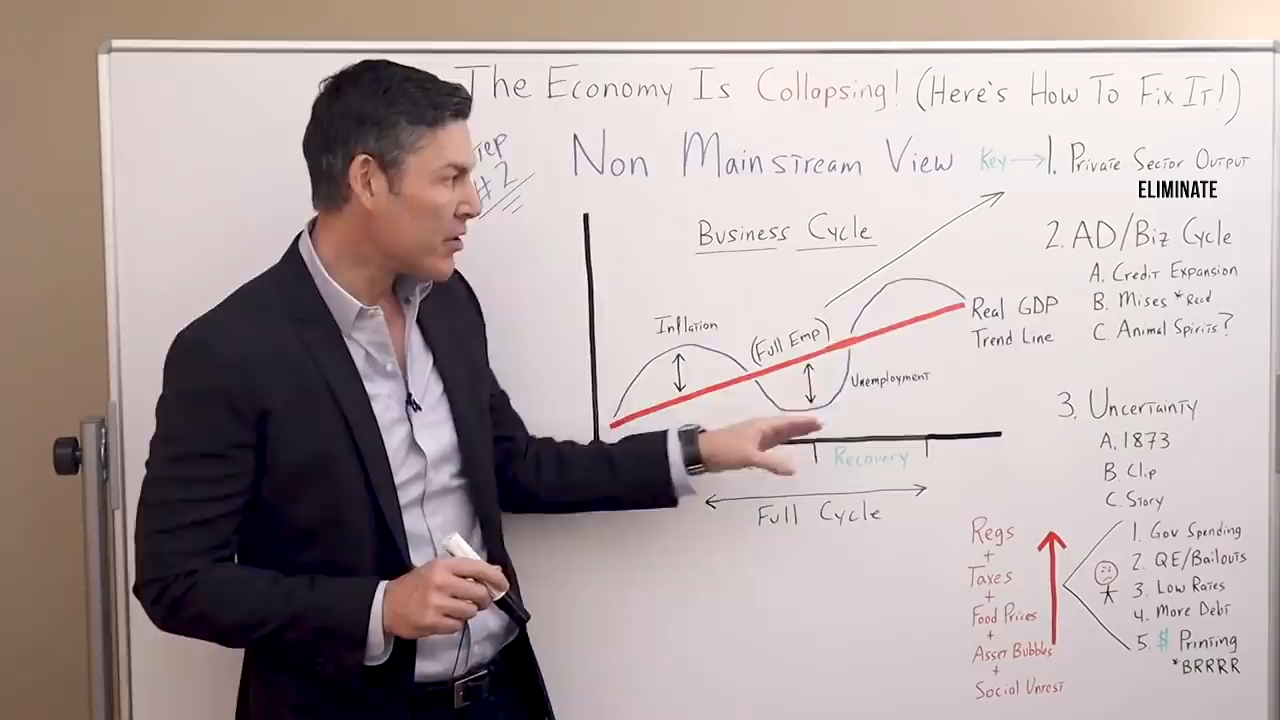 The Economy Is Collapsing! (Here's How To Fix It!)
#2
Non Mainstream View
Key → 1. Private Sector Output
ELIMINATE
Business Cycle
2. AD/Biz Cycle
A. Credit Expansion
B. Mises *Read
C. Animal Spirits?
Inflation
(Full Emp)
Unemployment
Real GDP
Trend Line
Recovery
Full Cycle
3. Uncertainty
A. 1873
B. Clip
C. Story
Regs
+
Taxes
+
Food Prices
+
Asset Bubbles
+
Social Unrest
1. Gov Spending
2. QE/Bailouts
3. Low Rates
4. More Debt
5. $ Printing
*BRRRR